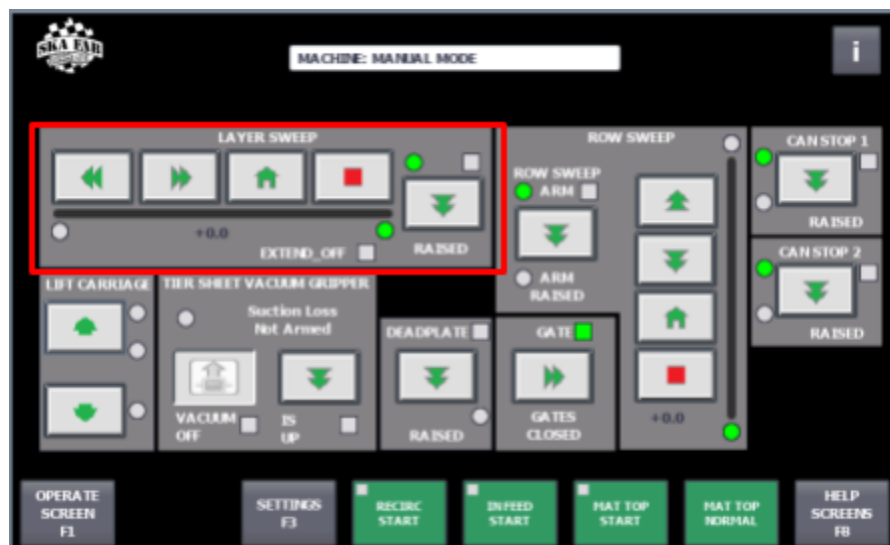 SKA FAB
MACHINE: MANUAL MODE
i
LAYER SWEEP
+0.0
EXTEND_OFF
RAISED
ROW SWEEP
ROW SWEEP
ARM
ARM
RAISED
+0.0
CAN STOP 1
RAISED
CAN STOP 2
RAISED
LIFT CARRIAGE
TIER SHEET VACUUM GRIPPER
Suction Loss
Not Armed
VACUUM
OFF
IS
UP
DEADPLATE
RAISED
GATE
GATES
CLOSED
OPERATE
SCREEN
F1
SETTINGS
F3
RECIRC
START
INFEED
START
MAT TOP
START
MAT TOP
NORMAL
HELP
SCREENS
F8